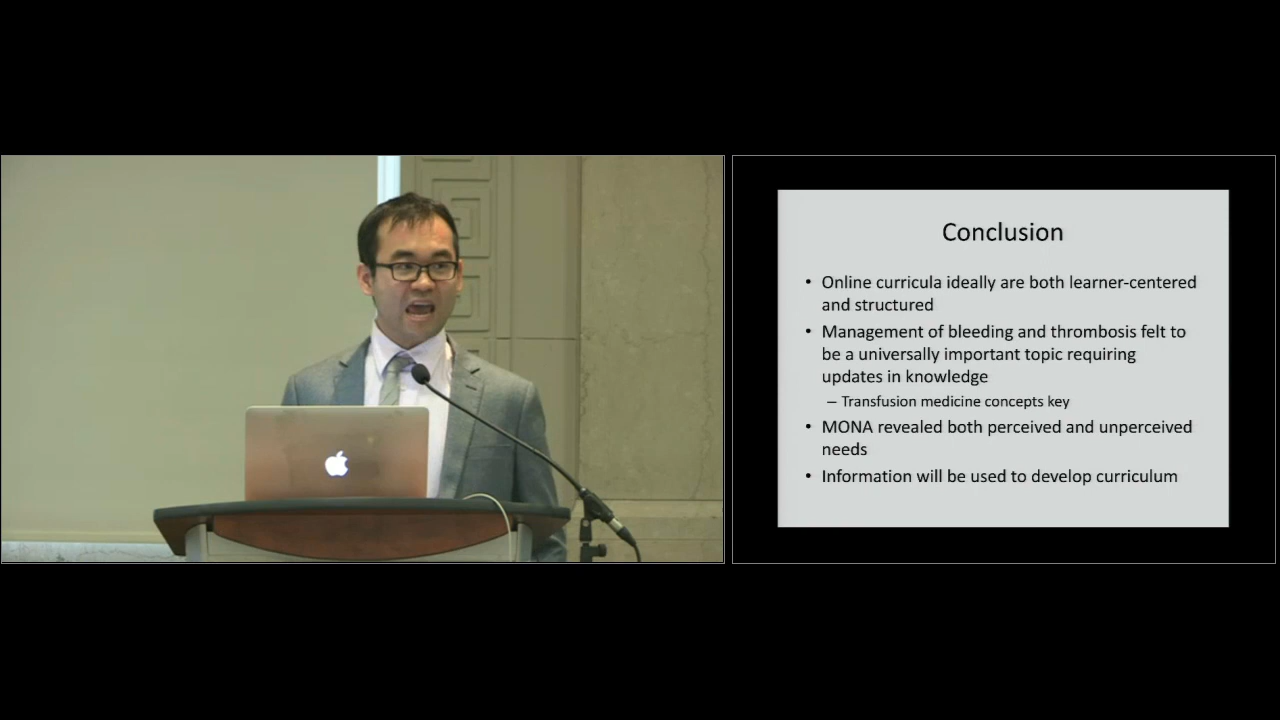 Conclusion
• Online curricula ideally are both learner-centered
and structured
• Management of bleeding and thrombosis felt to
be a universally important topic requiring
updates in knowledge
– Transfusion medicine concepts key
• MONA revealed both perceived and unperceived
needs
• Information will be used to develop curriculum